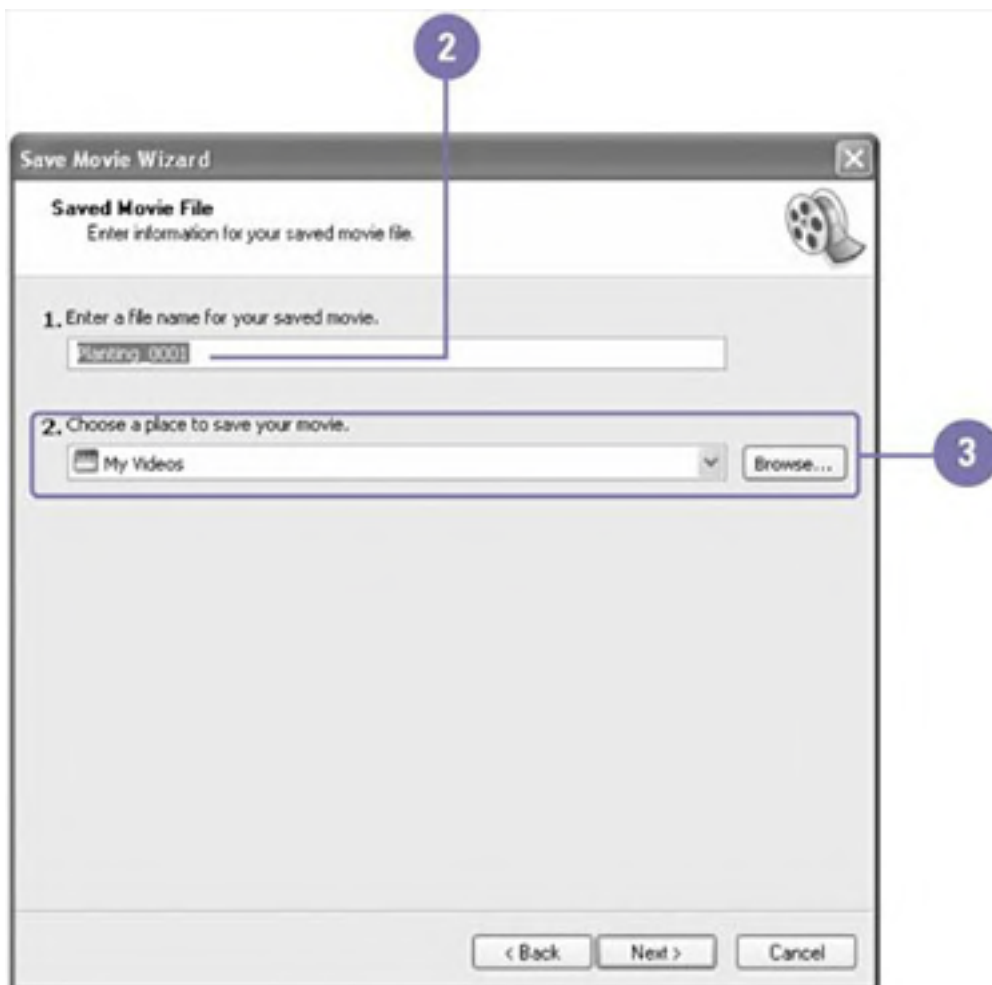 2
Save Movie Wizard
Saved Movie File
Enter information for your saved movie file.
1. Enter a file name for your saved movie.
Planting_0001
2. Choose a place to save your movie.
My Videos
Browse...
3
< Back
Next >
Cancel